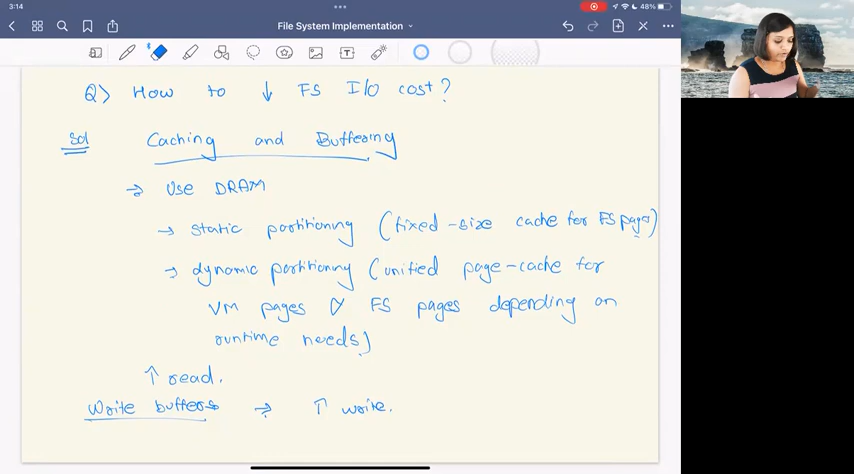 3:14
48%
File System Implementation
Q> How to ↓ FS I/O cost?
Sol Caching and Buffering
→ Use DRAM
→ static partitioning (fixed-size cache for FS pages)
→ dynamic partitioning (unified page-cache for
VM pages & FS pages depending on
runtime needs)
↑ read.
Write buffers → ↑ write.